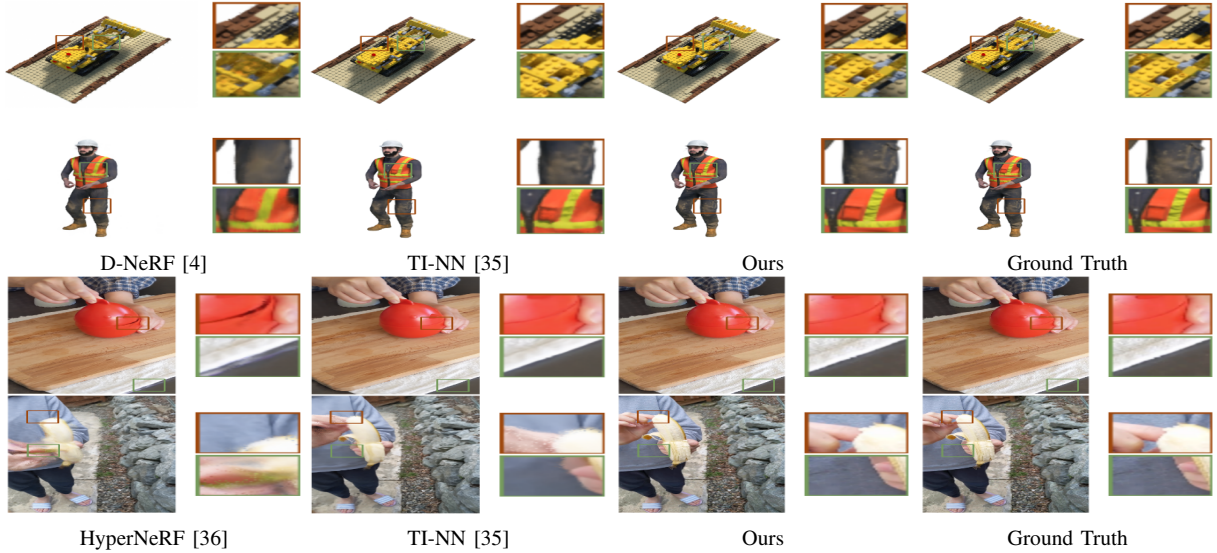 D-NeRF [4] TI-NN [35] Ours Ground Truth
HyperNeRF [36] TI-NN [35] Ours Ground Truth